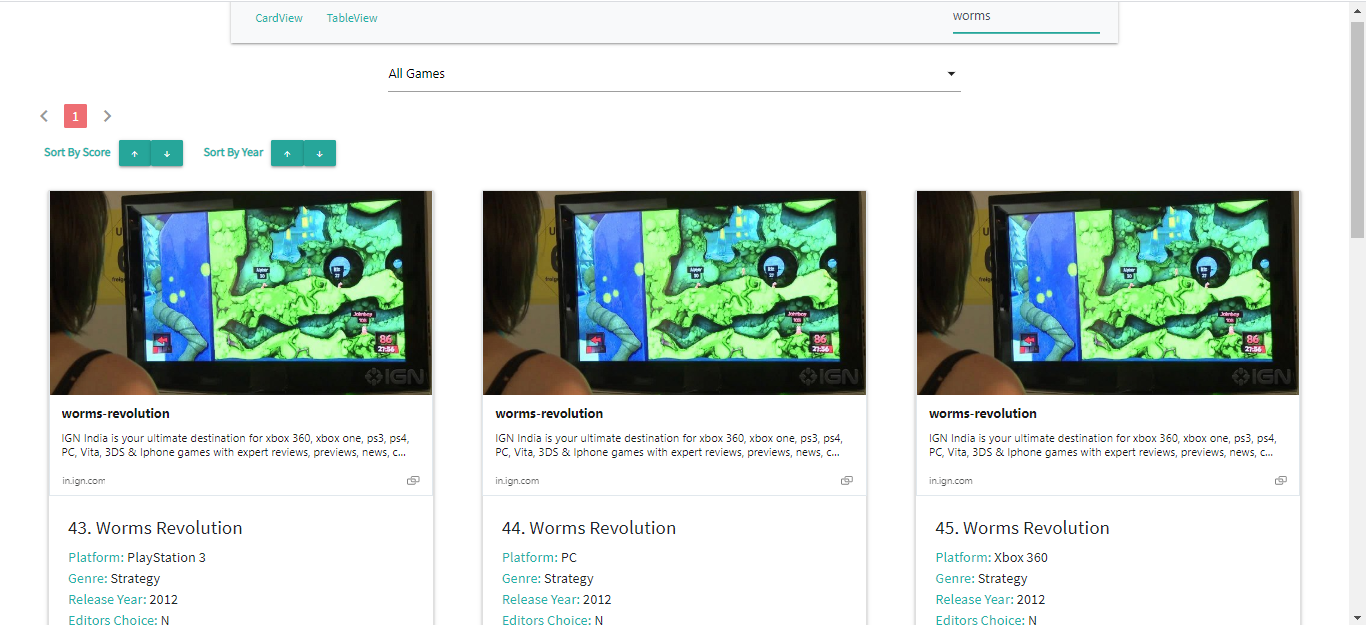 CardView TableView worms
All Games
1
Sort By Score Sort By Year
IGN IGN IGN
worms-revolution worms-revolution worms-revolution
IGN India is your ultimate destination for xbox 360, xbox one, ps3, ps4,
PC, Vita, 3DS & Iphone games with expert reviews, previews, news, c...
in.ign.com
IGN India is your ultimate destination for xbox 360, xbox one, ps3, ps4,
PC, Vita, 3DS & Iphone games with expert reviews, previews, news, c...
in.ign.com
IGN India is your ultimate destination for xbox 360, xbox one, ps3, ps4,
PC, Vita, 3DS & Iphone games with expert reviews, previews, news, c...
in.ign.com
43. Worms Revolution
Platform: PlayStation 3
Genre: Strategy
Release Year: 2012
Editors Choice: N
44. Worms Revolution
Platform: PC
Genre: Strategy
Release Year: 2012
Editors Choice: N
45. Worms Revolution
Platform: Xbox 360
Genre: Strategy
Release Year: 2012
Editors Choice: N